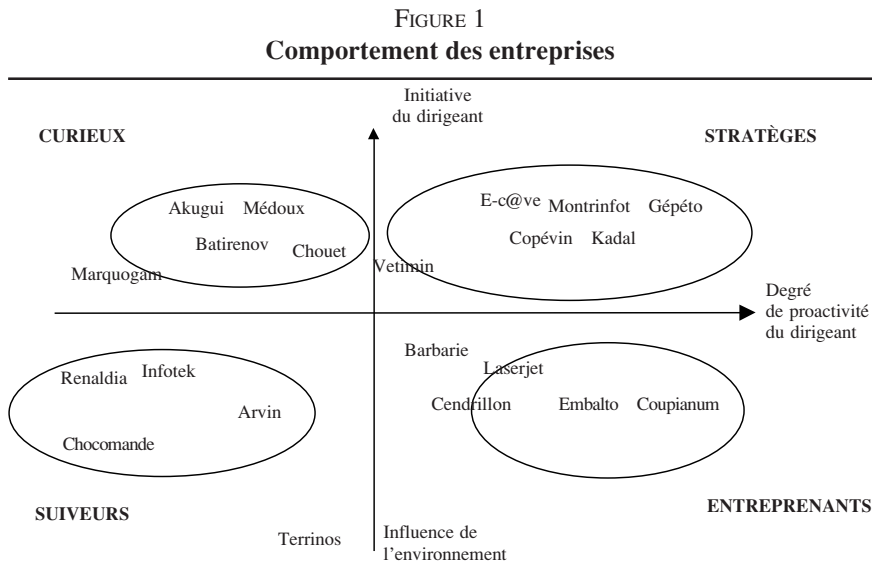 FIGURE 1
Comportement des entreprises
Initiative
du dirigeant
CURIEUX
STRATÈGES
E-c@ve Montrinfot Gépéto
Akugui Médoux
Copévin Kadal
Batirenov Chouet
Marquogam
Vetimin
Degré
de proactivité
du dirigeant
Barbarie
Laserjet
Renaldia Infotek
Cendrillon Embalto Coupianum
Arvin
Chocomande
SUIVEURS
ENTREPRENANTS
Terrinos
Influence de
l'environnement